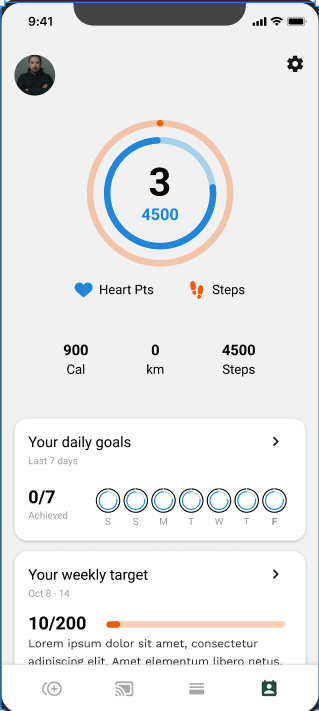 9:41
3
4500
Heart Pts Steps
900 0 4500
Cal km Steps
Your daily goals
Last 7 days
0/7
Achieved
S S M T W T F
Your weekly target
Oct 8 - 14
10/200
Lorem ipsum dolor sit amet, consectetur
adipiscing elit. Amet elementum libero netus.